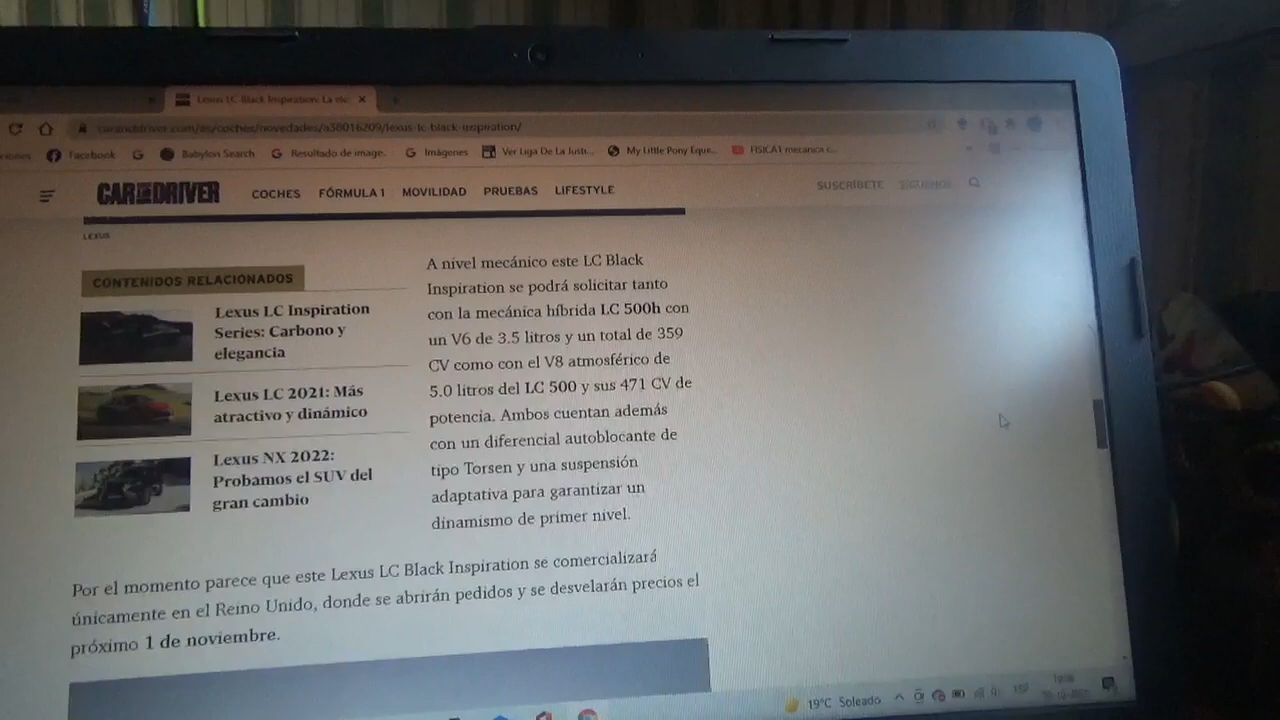 Lexus LC Black Inspiration: La ele
caranddriver.com/es/coches/novedades/a38016209/lexus-lc-black-inspiration/
Facebook G Babylon Search G Resultado de image.. G Imágenes Ver Liga De La Justi... My Little Pony Eque... FISICA1 mecanica c...
CAR AND DRIVER COCHES FÓRMULA 1 MOVILIDAD PRUEBAS LIFESTYLE SUSCRÍBETE SÍGUENOS
LEXUS
CONTENIDOS RELACIONADOS
Lexus LC Inspiration
Series: Carbono y
elegancia
Lexus LC 2021: Más
atractivo y dinámico
Lexus NX 2022:
Probamos el SUV del
gran cambio
A nivel mecánico este LC Black
Inspiration se podrá solicitar tanto
con la mecánica híbrida LC 500h con
un V6 de 3.5 litros y un total de 359
CV como con el V8 atmosférico de
5.0 litros del LC 500 y sus 471 CV de
potencia. Ambos cuentan además
con un diferencial autoblocante de
tipo Torsen y una suspensión
adaptativa para garantizar un
dinamismo de primer nivel.
Por el momento parece que este Lexus LC Black Inspiration se comercializará
únicamente en el Reino Unido, donde se abrirán pedidos y se desvelarán precios el
próximo 1 de noviembre.
19°C Soleado ESP